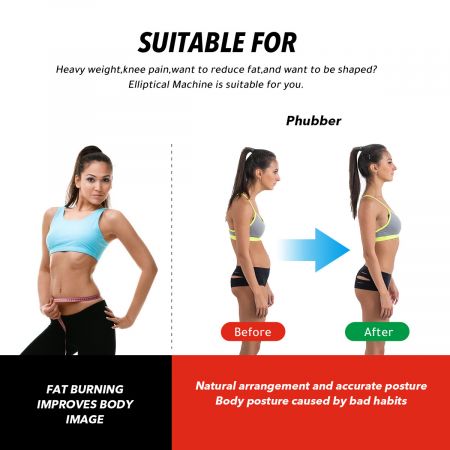 SUITABLE FOR
Heavy weight,knee pain,want to reduce fat,and want to be shaped?
Elliptical Machine is suitable for you.
Phubber
Before
After
FAT BURNING
IMPROVES BODY
IMAGE
Natural arrangement and accurate posture
Body posture caused by bad habits